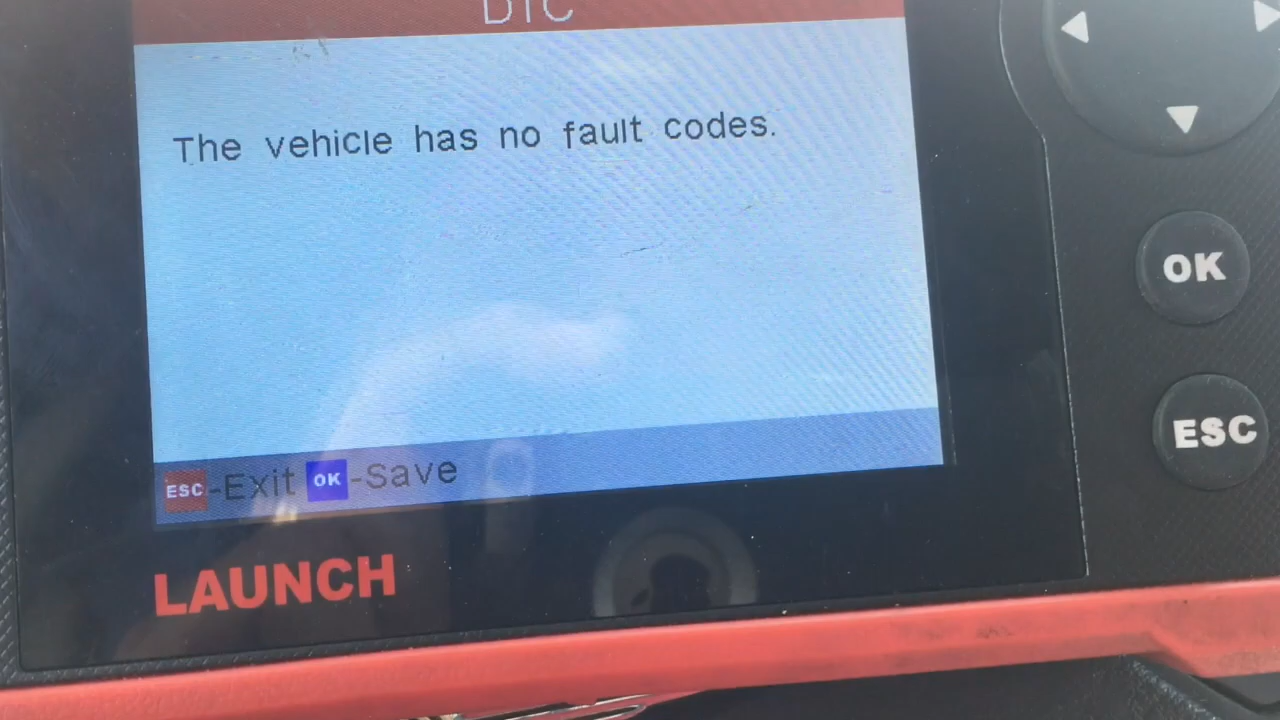 DTC
The vehicle has no fault codes.
OK
ESC
ESC-Exit OK-Save
LAUNCH